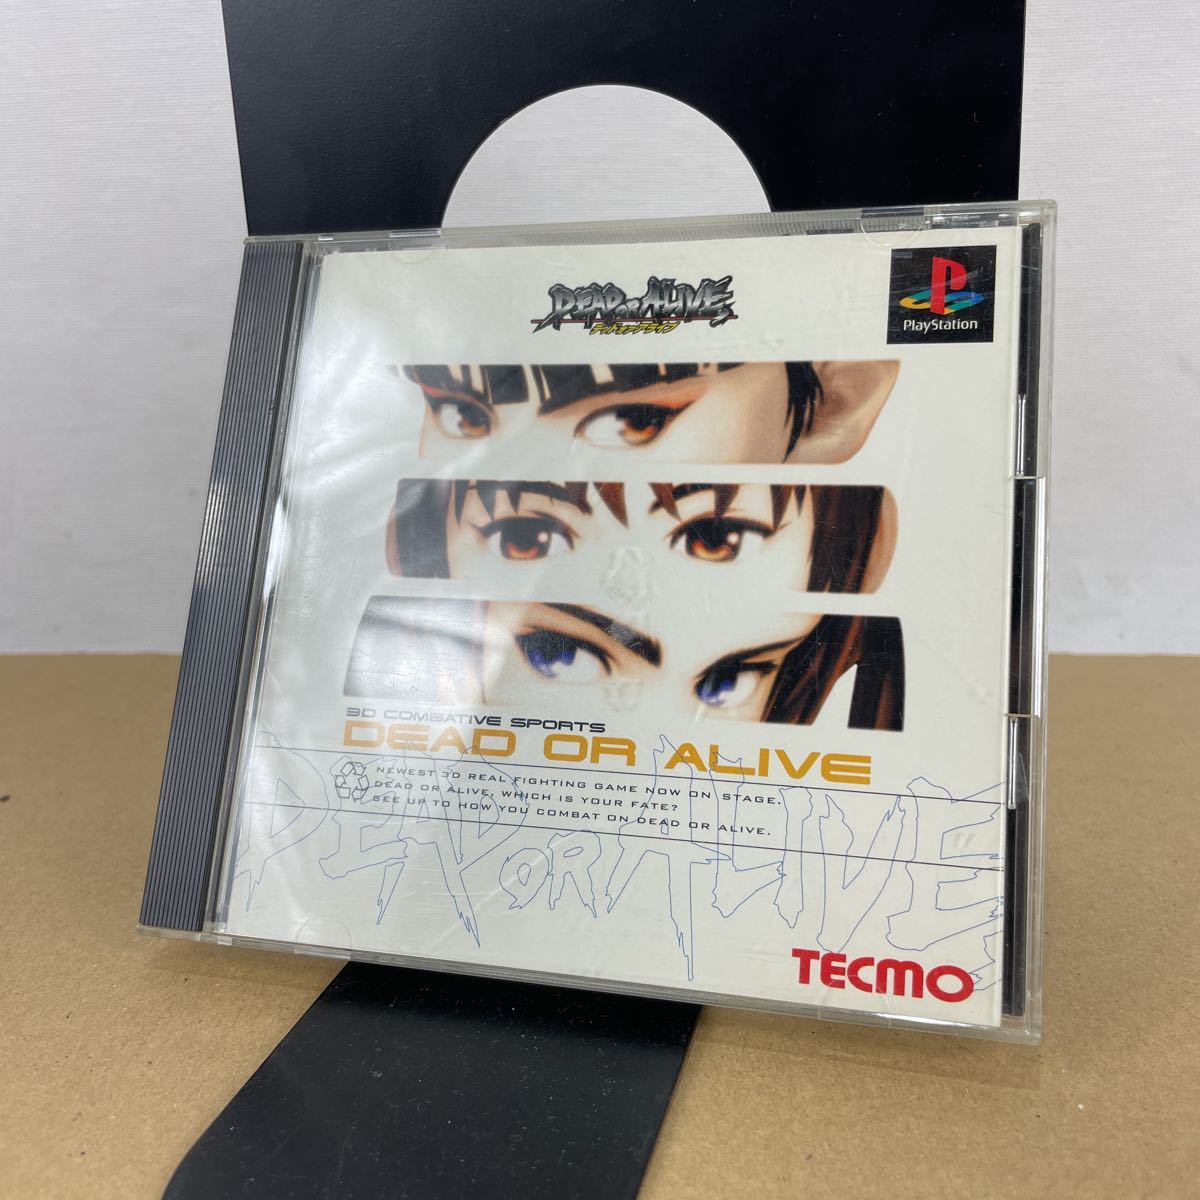 DEAD OR ALIVE
デッドオアアライブ
PlayStation
3D COMBATIVE SPORTS
DEAD OR ALIVE
NEWEST 3D REAL FIGHTING GAME NOW ON STAGE.
DEAD OR ALIVE, WHICH IS YOUR FATE?
SEE UP TO HOW YOU COMBAT ON DEAD OR ALIVE.
DEAD OR ALIVE
TECMO